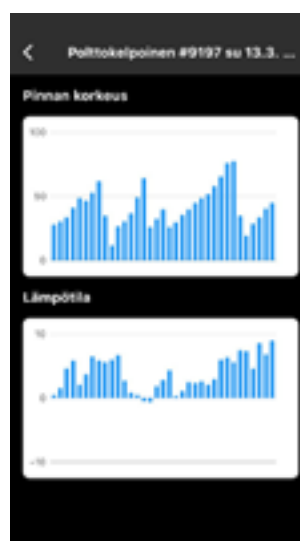 Polttokelpoinen #9197 su 13.3. ...
Pinnan korkeus
100
50
0
Lämpötila
10
0
-10